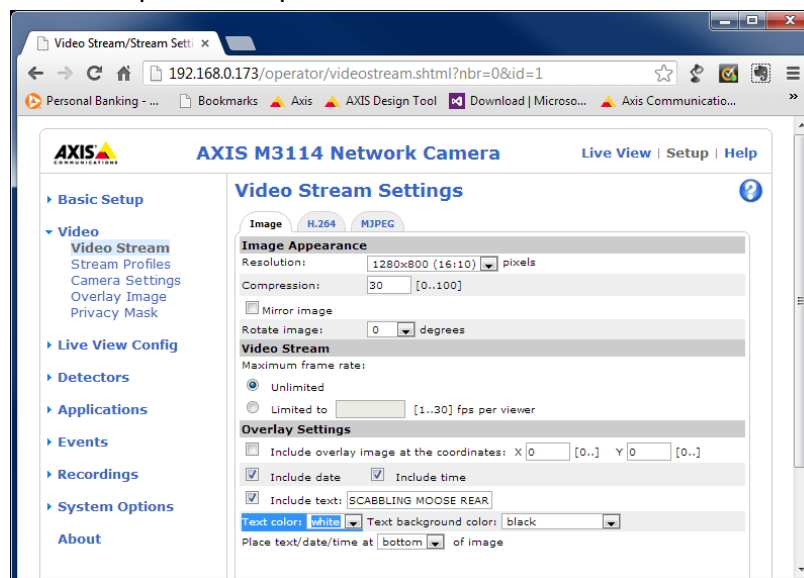 Video Stream/Stream Setti ×
192.168.0.173/operator/videostream.shtml?nbr=0&id=1
Personal Banking - ... Bookmarks Axis AXIS Design Tool Download | Microso... Axis Communicatio... »
AXIS COMMUNICATIONS
AXIS M3114 Network Camera
Live View | Setup | Help
Basic Setup
Video
Video Stream
Stream Profiles
Camera Settings
Overlay Image
Privacy Mask
Live View Config
Detectors
Applications
Events
Recordings
System Options
About
Video Stream Settings
?
Image H.264 MJPEG
Image Appearance
Resolution: 1280x800 (16:10) pixels
Compression: 30 [0..100]
Mirror image
Rotate image: 0 degrees
Video Stream
Maximum frame rate:
Unlimited
Limited to [1..30] fps per viewer
Overlay Settings
Include overlay image at the coordinates: X 0 [0..] Y 0 [0..]
Include date Include time
Include text: SCABBLING MOOSE REAR
Text color: white Text background color: black
Place text/date/time at bottom of image